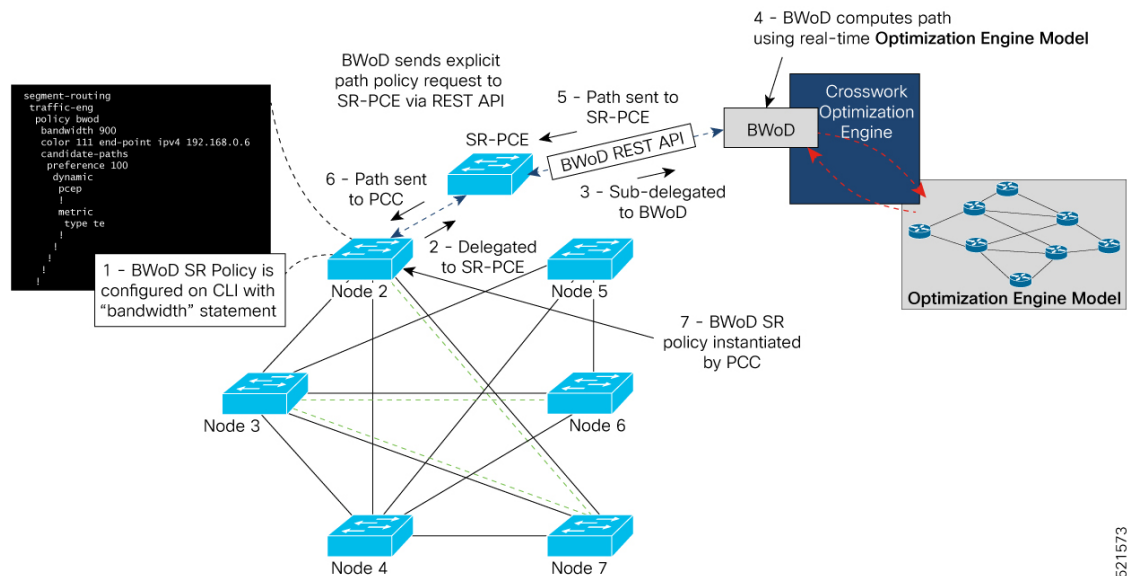 4 - BWoD computes path
using real-time Optimization Engine Model
BWoD sends explicit
path policy request to
SR-PCE via REST API
segment-routing
traffic-eng
policy bwod
bandwidth 900
color 111 end-point ipv4 192.168.0.6
candidate-paths
preference 100
dynamic
pcep
!
metric
type te
!
!
!
!
!
5 - Path sent to
SR-PCE
Crosswork
Optimization
Engine
BWoD
SR-PCE
BWoD REST API
6 - Path sent
to PCC
3 - Sub-delegated
to BWoD
2 - Delegated
to SR-PCE
1 - BWoD SR Policy is
configured on CLI with
“bandwidth” statement
Node 2
Node 5
Optimization Engine Model
7 - BWoD SR
policy instantiated
by PCC
Node 3
Node 6
Node 4
Node 7
521573